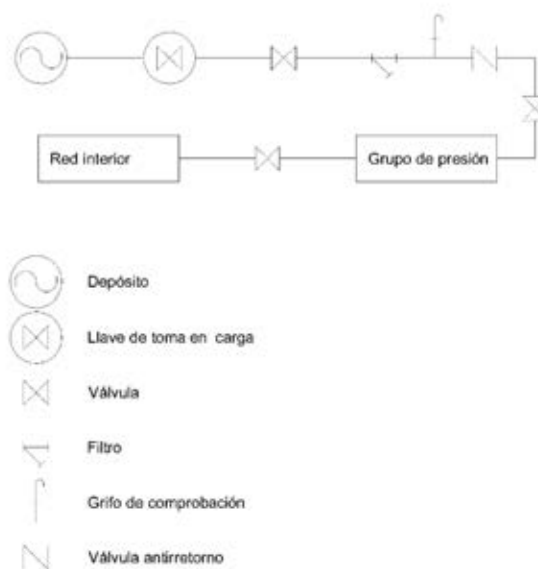 Red interior
Grupo de presión
Depósito
Llave de toma en carga
Válvula
Filtro
Grifo de comprobación
Válvula antirretorno